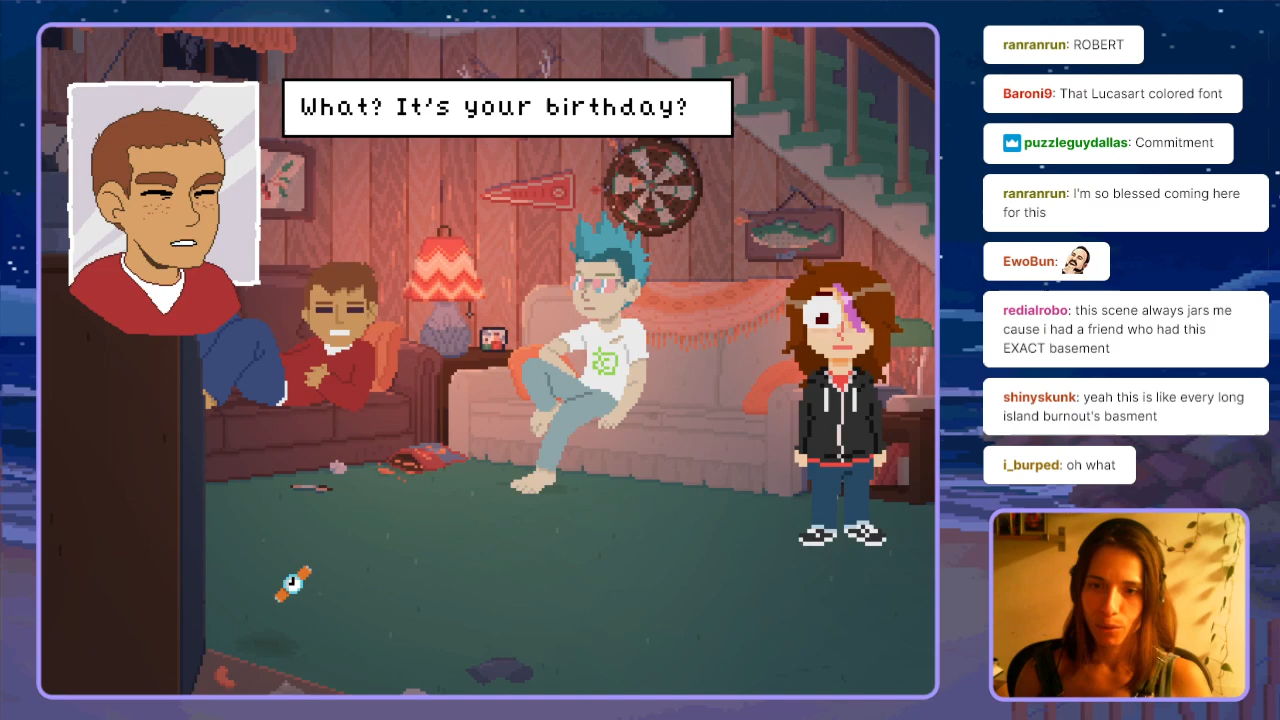 What? It's your birthday?
ranranrun: ROBERT
Baroni9: That Lucasart colored font
puzzleguydallas: Commitment
ranranrun: I'm so blessed coming here
for this
EwoBun:
redialrobo: this scene always jars me
cause i had a friend who had this
EXACT basement
shinyskunk: yeah this is like every long
island burnout's basment
i_burped: oh what